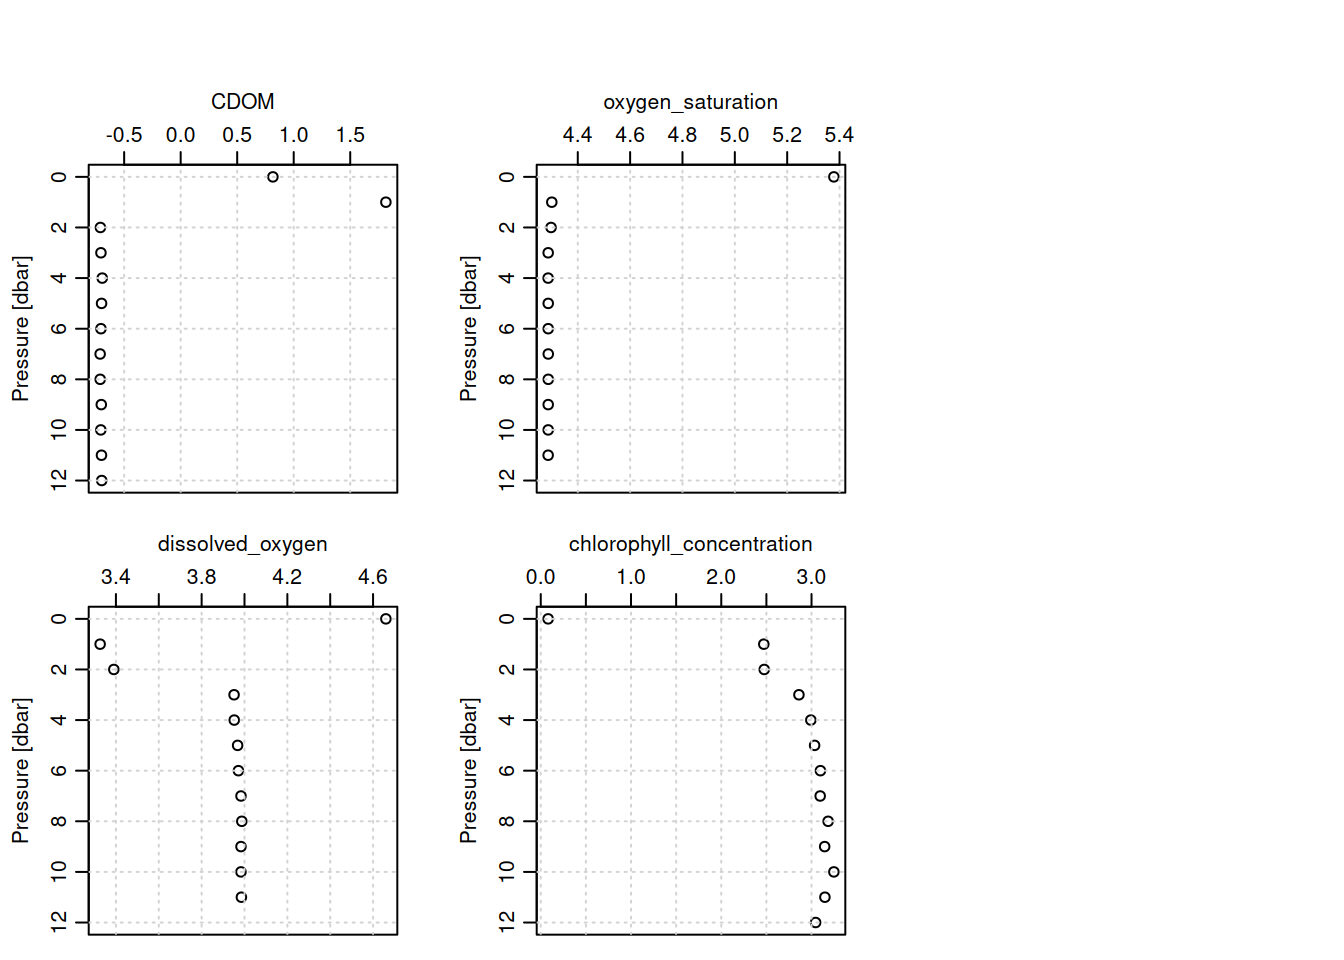 CDOM
-0.5 0.0 0.5 1.0 1.5
Pressure [dbar]
0
2
4
6
8
10
12
oxygen_saturation
4.4 4.6 4.8 5.0 5.2 5.4
Pressure [dbar]
0
2
4
6
8
10
12
dissolved_oxygen
3.4 3.8 4.2 4.6
Pressure [dbar]
0
2
4
6
8
10
12
chlorophyll_concentration
0.0 1.0 2.0 3.0
Pressure [dbar]
0
2
4
6
8
10
12